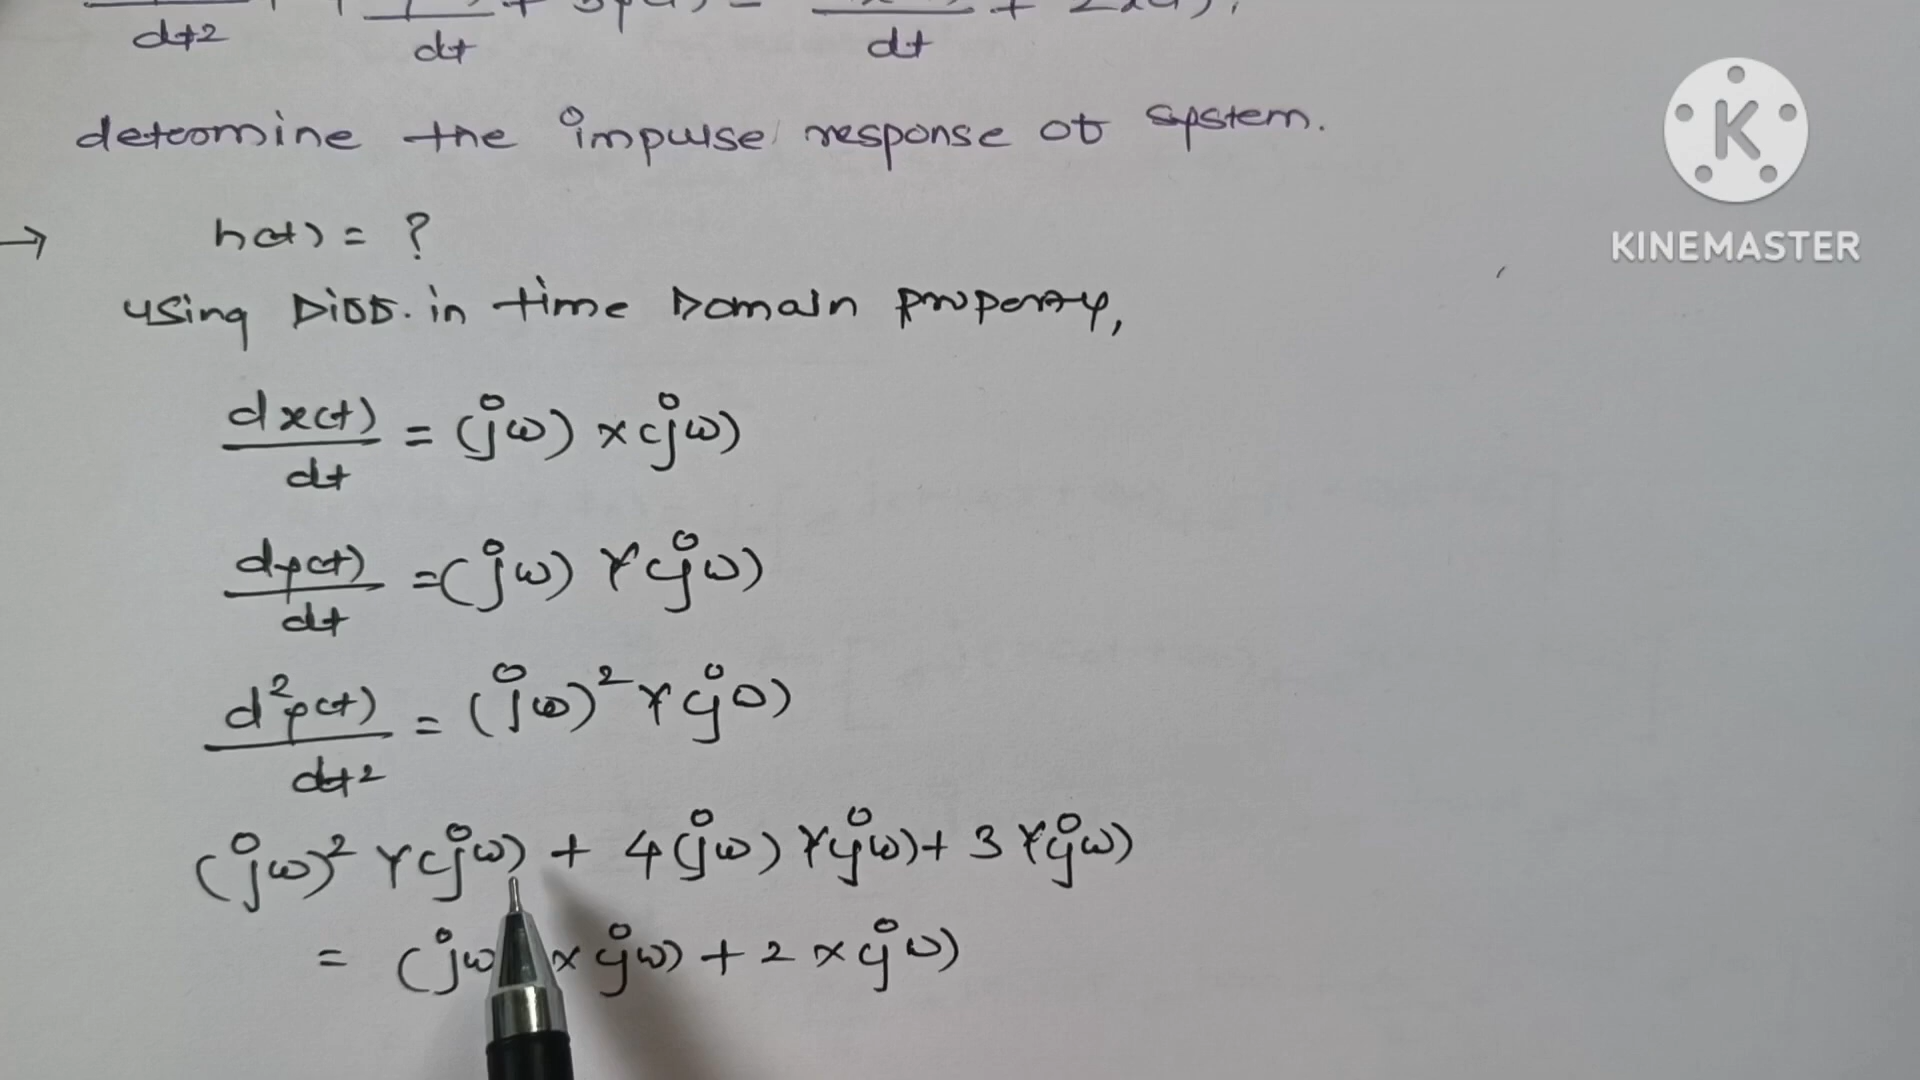 dt2 dt + 3y(t) = dt + 2x(t),
determine the impulse response of system.
→ h(t) = ?
using Diff. in time Domain property,
dx(t)/dt = (jω) X(jω)
dy(t)/dt = (jω) Y(jω)
d²y(t)/dt2 = (jω)² Y(jω)
(jω)² Y(jω) + 4(jω) Y(jω) + 3 Y(jω)
= (jω X(jω) + 2 X(jω)
K
KINEMASTER